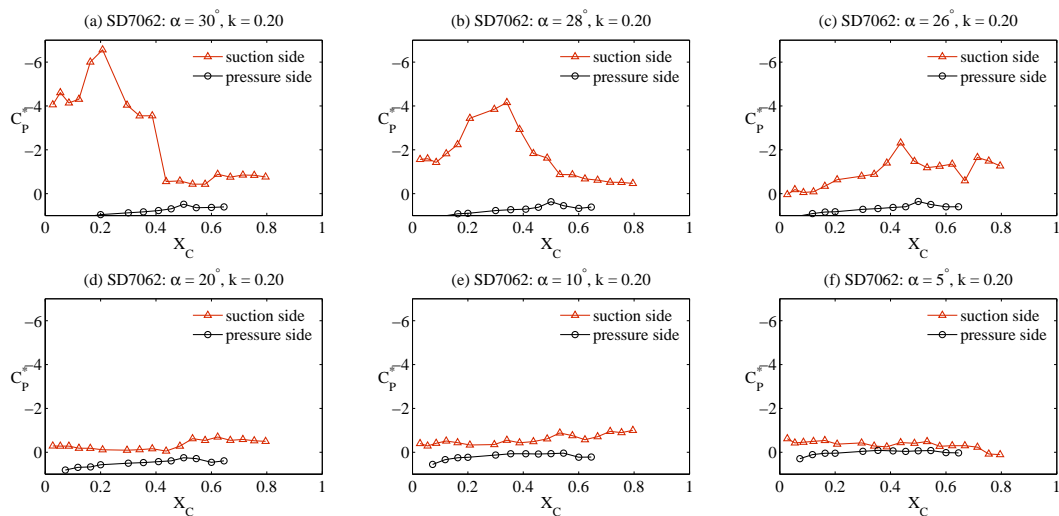 (a) SD7062: α = 30°, k = 0.20
−6
−4
−2
0
C*P
suction side
pressure side
0
0.2
0.4
0.6
0.8
1
XC
(b) SD7062: α = 28°, k = 0.20
−6
−4
−2
0
C*P
suction side
pressure side
0
0.2
0.4
0.6
0.8
1
XC
(c) SD7062: α = 26°, k = 0.20
−6
−4
−2
0
C*P
suction side
pressure side
0
0.2
0.4
0.6
0.8
1
XC
(d) SD7062: α = 20°, k = 0.20
−6
−4
−2
0
C*P
suction side
pressure side
0
0.2
0.4
0.6
0.8
1
XC
(e) SD7062: α = 10°, k = 0.20
−6
−4
−2
0
C*P
suction side
pressure side
0
0.2
0.4
0.6
0.8
1
XC
(f) SD7062: α = 5°, k = 0.20
−6
−4
−2
0
C*P
suction side
pressure side
0
0.2
0.4
0.6
0.8
1
XC